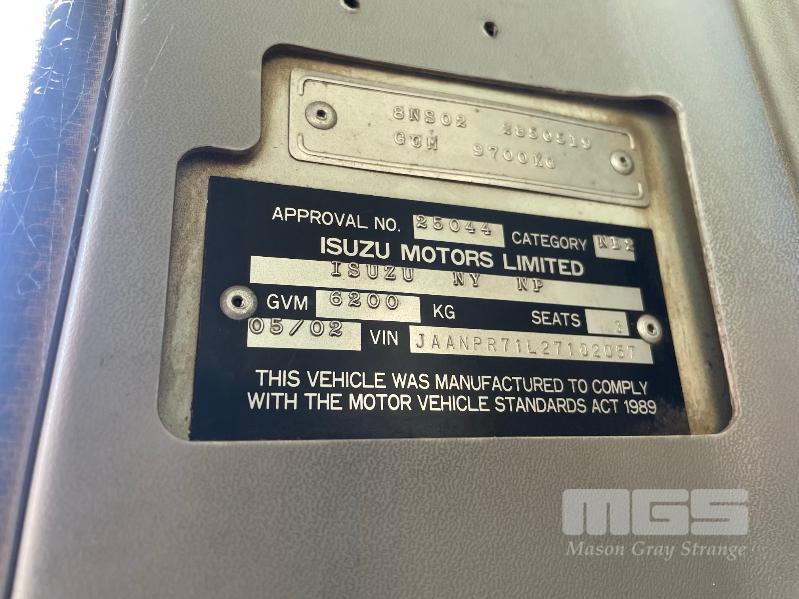 8NS02 2850519
GCM 9700KG
APPROVAL NO. 25044 CATEGORY NB2
ISUZU MOTORS LIMITED
ISUZU NY NP
GVM 6200 KG SEATS 3
05/02 VIN JAANPR71L27102057
THIS VEHICLE WAS MANUFACTURED TO COMPLY
WITH THE MOTOR VEHICLE STANDARDS ACT 1989
MGS
Mason Gray Strange